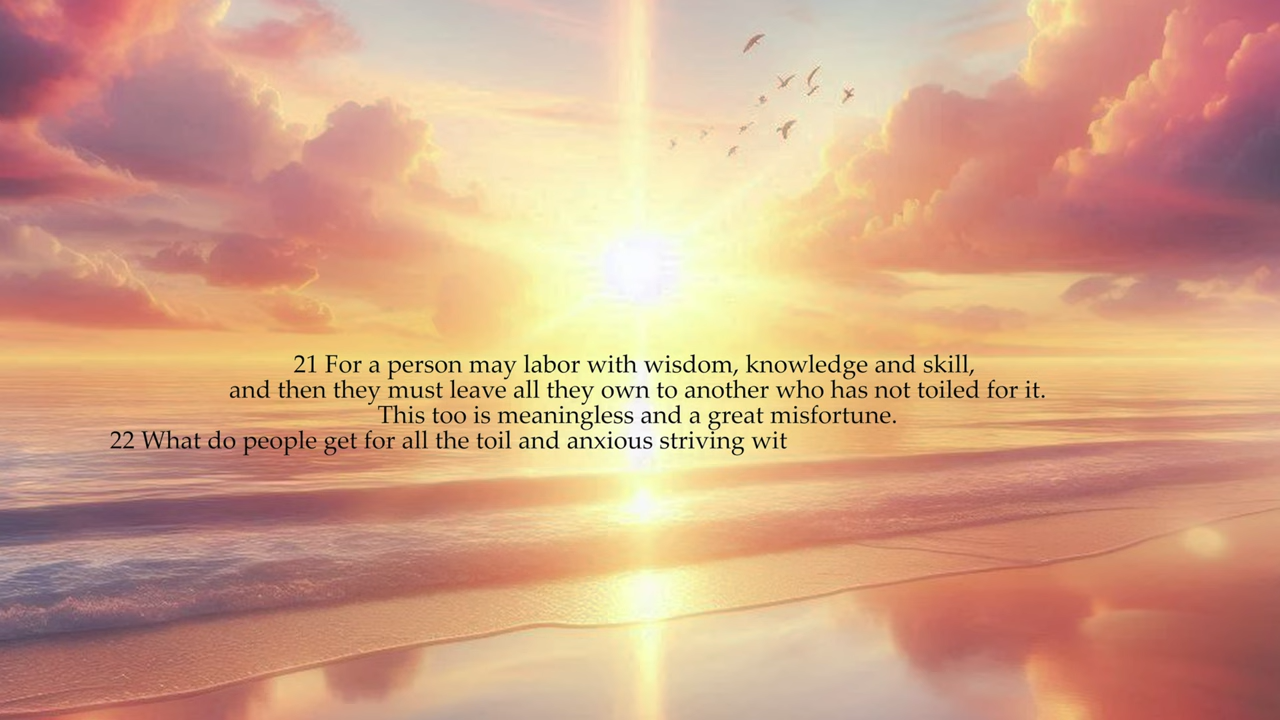 21 For a person may labor with wisdom, knowledge and skill,
and then they must leave all they own to another who has not toiled for it.
This too is meaningless and a great misfortune.
22 What do people get for all the toil and anxious striving wit